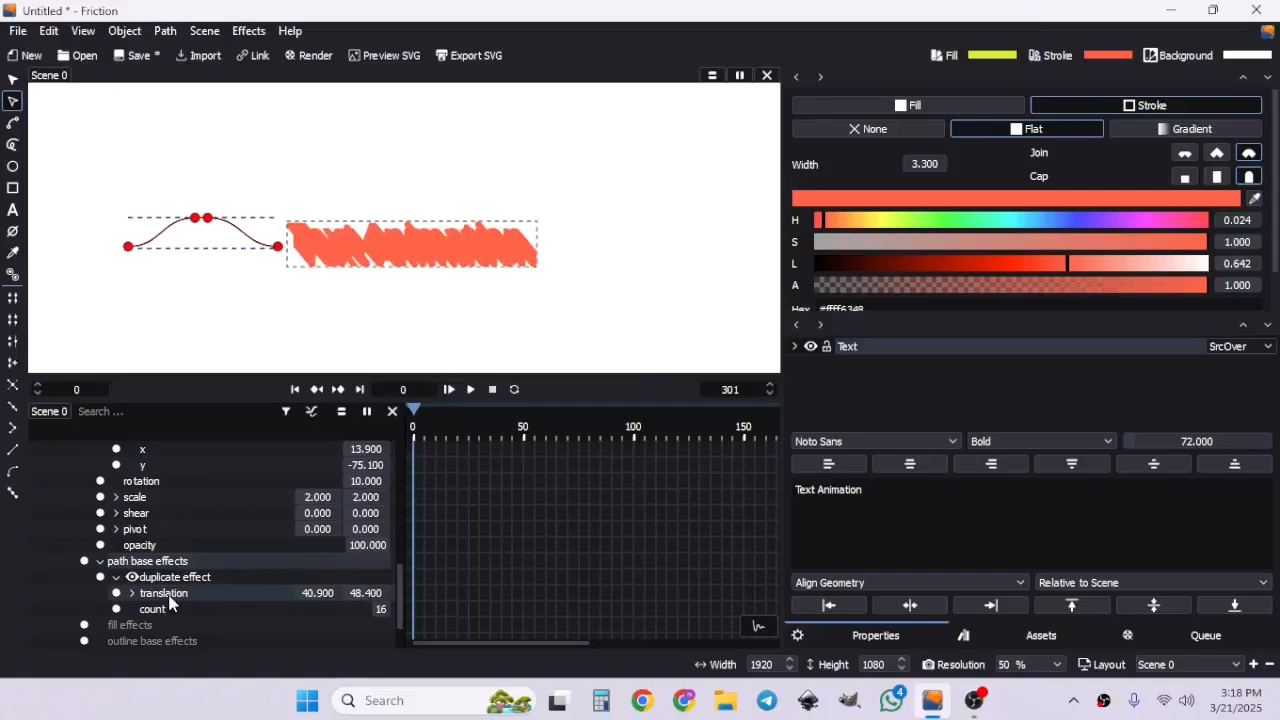 Untitled * - Friction
File Edit View Object Path Scene Effects Help
New Open Save * Import Link Render Preview SVG Export SVG Fill Stroke Background
Scene 0
Fill Stroke
None Flat Gradient
Width 3.300 Join
Cap
H 0.024
S 1.000
L 0.642
A 1.000
Hex #ffff6348
Text SrcOver
0 0 301
Scene 0 Search ...
0 50 100 150
x 13.900
y -75.100
rotation 10.000
scale 2.000 2.000
shear 0.000 0.000
pivot 0.000 0.000
opacity 100.000
path base effects
duplicate effect
translation 40.900 48.400
count 16
fill effects
outline base effects
Noto Sans Bold 72.000
Text Animation
Align Geometry Relative to Scene
Properties Assets Queue
Width 1920 Height 1080 Resolution 50 % Layout Scene 0
Search
4
3:18 PM
3/21/2025